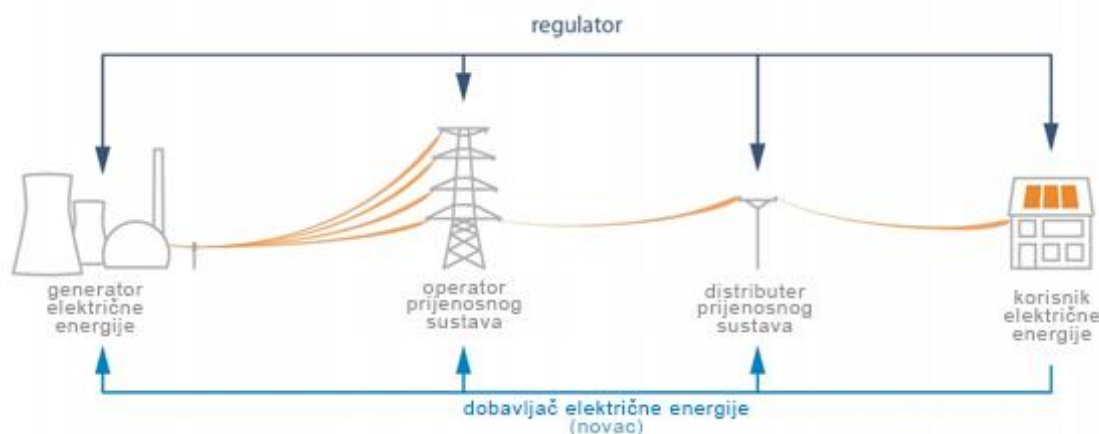 regulator
generator
električne
energije
operator
prijenosnog
sustava
distributer
prijenosnog
sustava
korisnik
električne
energije
dobavljač električne energije
(novac)